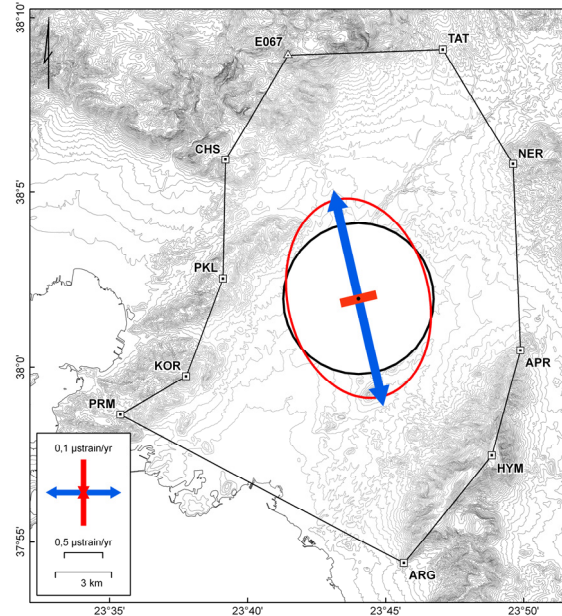 38°10'
E067
TAT
CHS
NER
38°5'
PKL
38°0'
KOR
APR
PRM
HYM
0,1 μstrain/yr
0,5 μstrain/yr
3 km
37°55'
ARG
23°35'
23°40'
23°45'
23°50'